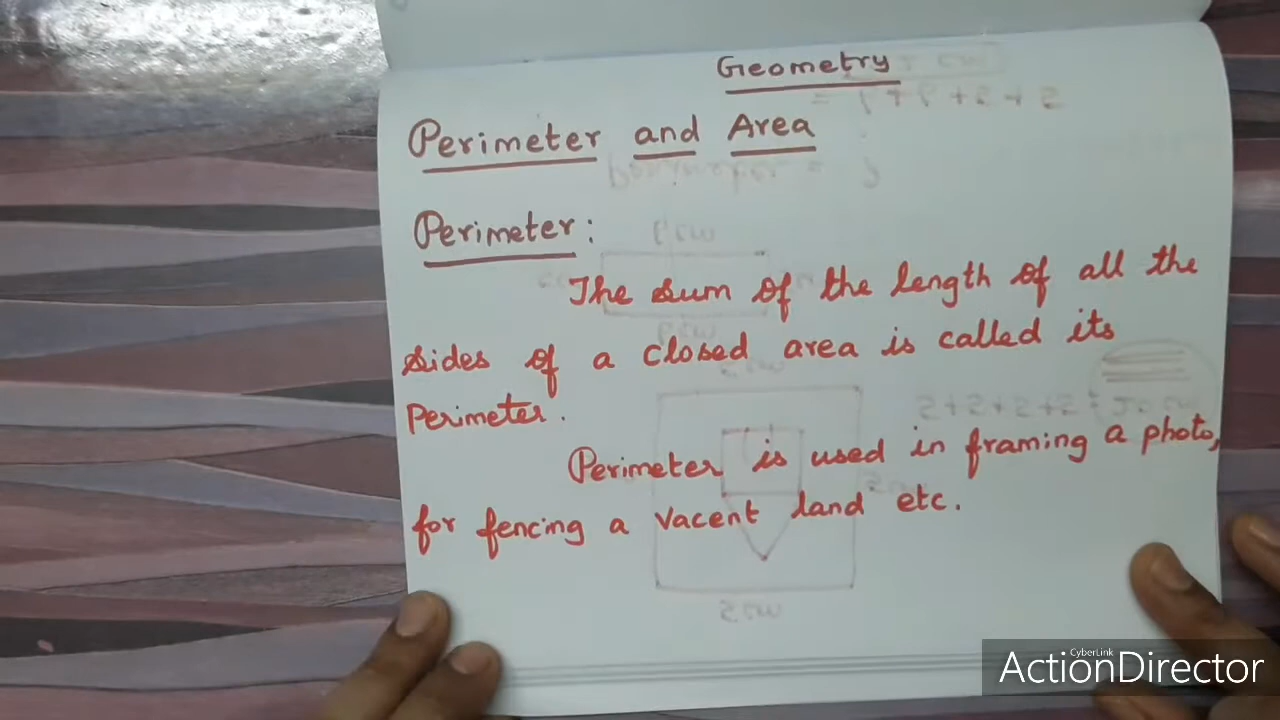 Geometry
Perimeter and Area
Perimeter:
The sum of the length of all the
sides of a closed area is called its
Perimeter.
Perimeter is used in framing a photo,
for fencing a vacent land etc.
CyberLink
ActionDirector